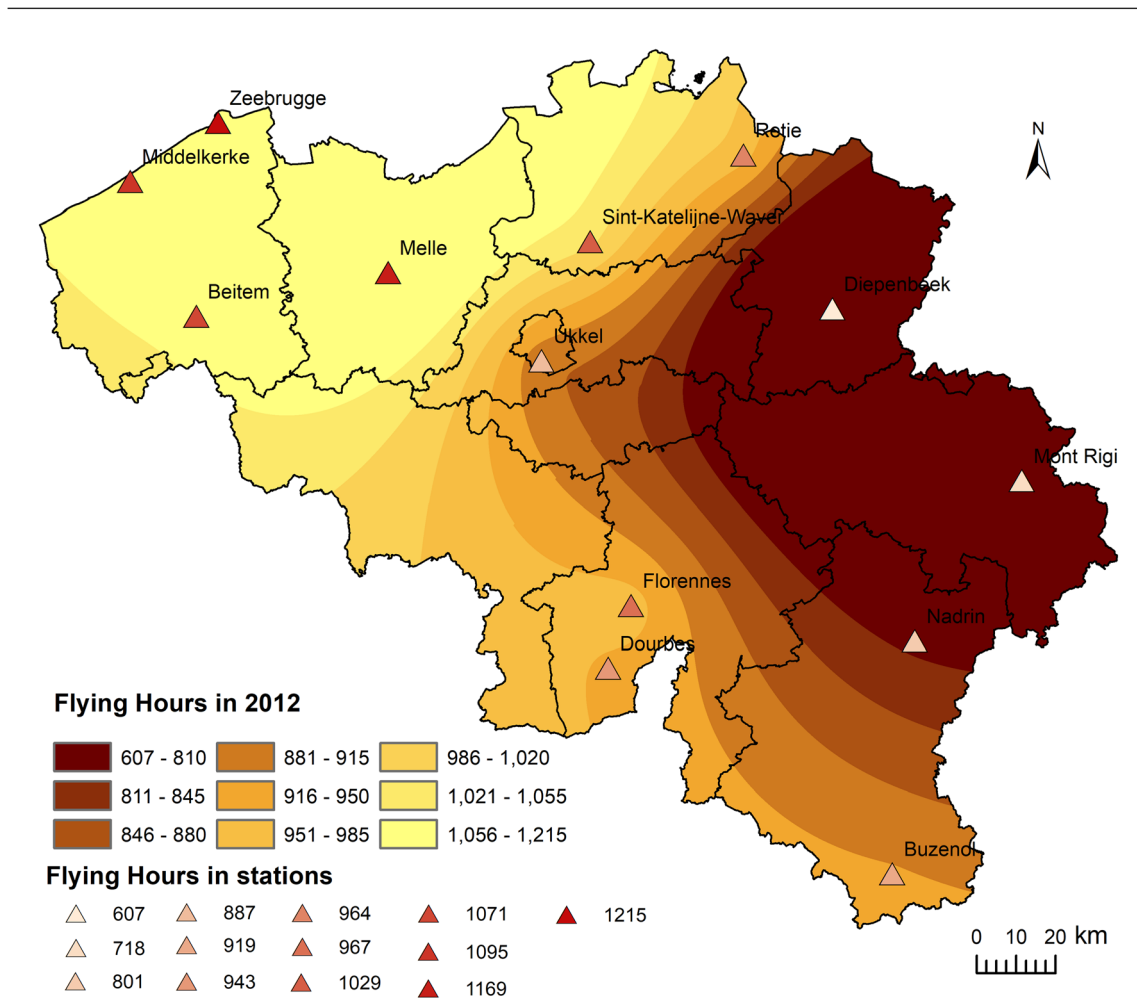 Zeebrugge
Middelkerke
Retie
N
Sint-Katelijne-Waver
Melle
Diepenbeek
Beitem
Ukkel
Mont Rigi
Florennes
Nadrin
Dourbes
Buzenol
Flying Hours in 2012
607 - 810
881 - 915
986 - 1,020
811 - 845
916 - 950
1,021 - 1,055
846 - 880
951 - 985
1,056 - 1,215
Flying Hours in stations
607
887
964
1071
1215
718
919
967
1095
801
943
1029
1169
0 10 20 km